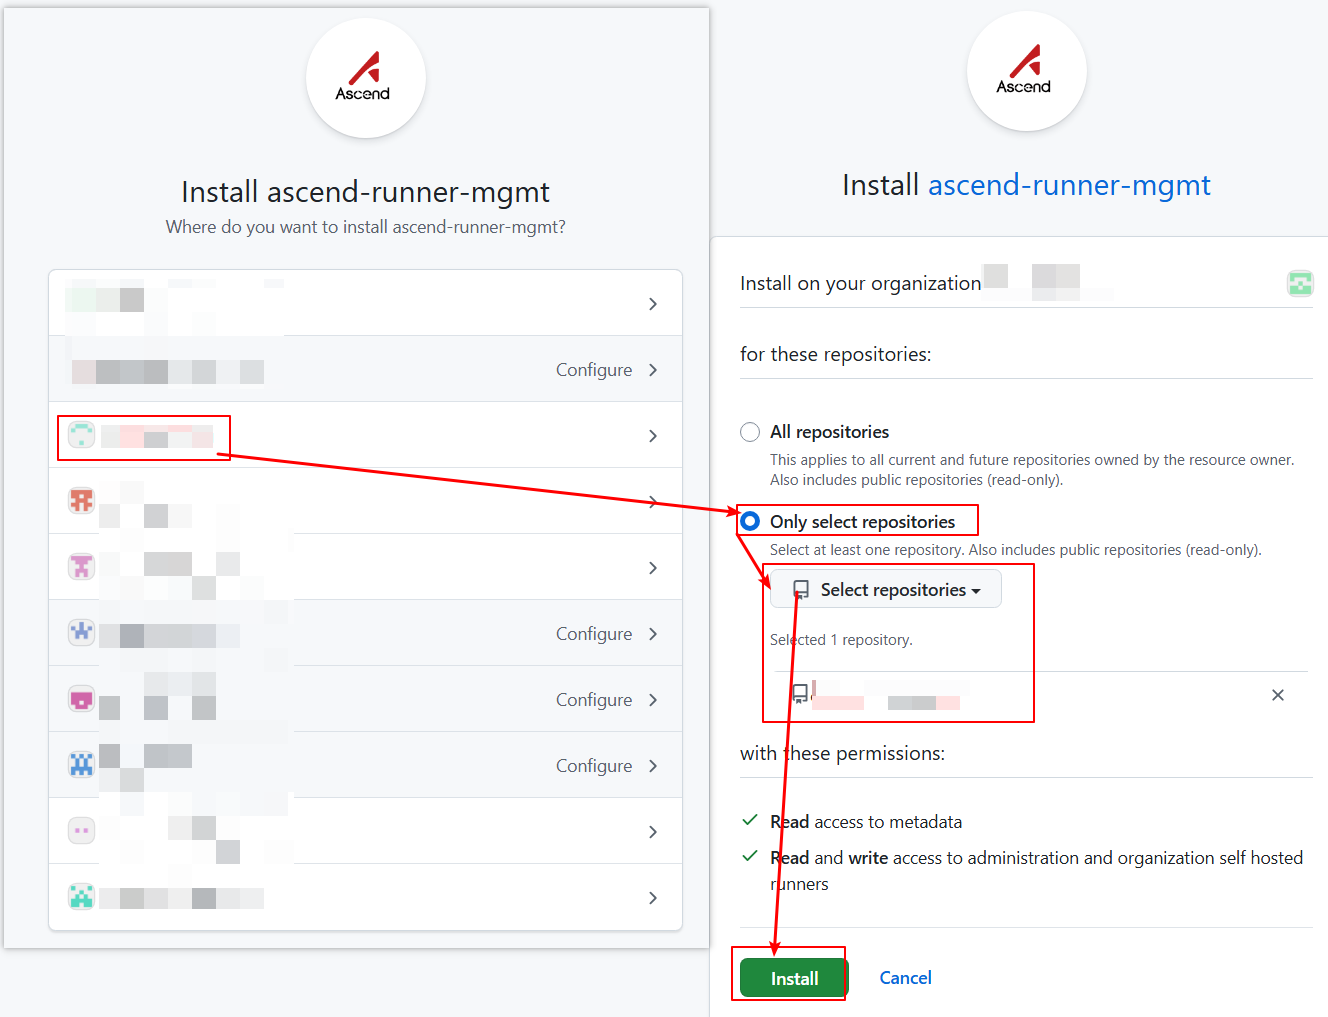 Ascend
Install ascend-runner-mgmt
Where do you want to install ascend-runner-mgmt?
Configure
Configure
Configure
Configure
Ascend
Install ascend-runner-mgmt
Install on your organization
for these repositories:
All repositories
This applies to all current and future repositories owned by the resource owner.
Also includes public repositories (read-only).
Only select repositories
Select at least one repository. Also includes public repositories (read-only).
Select repositories
Selected 1 repository.
with these permissions:
Read access to metadata
Read and write access to administration and organization self hosted
runners
Install
Cancel